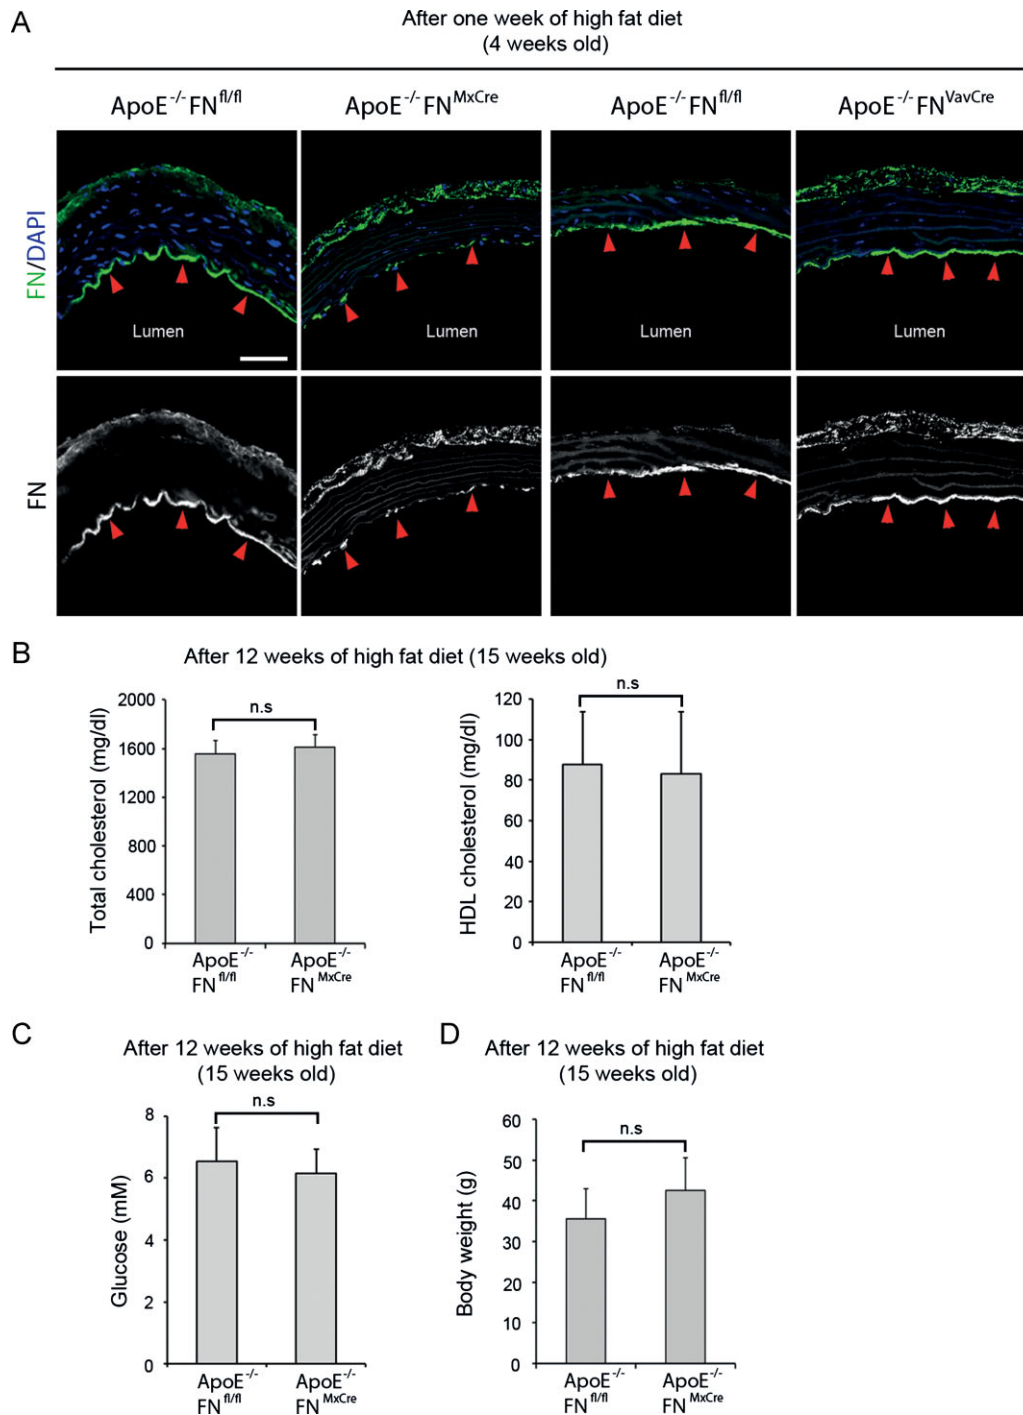 A
After one week of high fat diet
(4 weeks old)
ApoE-/- FNfl/fl
ApoE-/- FNMxCre
ApoE-/- FNfl/fl
ApoE-/- FNVavCre
FN/DAPI
Lumen
Lumen
Lumen
Lumen
FN
B
After 12 weeks of high fat diet (15 weeks old)
Total cholesterol (mg/dl)
2000
1600
1200
800
400
0
n.s
ApoE-/-
FNfl/fl
ApoE-/-
FNMxCre
HDL cholesterol (mg/dl)
120
100
80
60
40
20
0
n.s
ApoE-/-
FNfl/fl
ApoE-/-
FNMxCre
C
After 12 weeks of high fat diet
(15 weeks old)
Glucose (mM)
8
6
4
2
0
n.s
ApoE-/-
FNfl/fl
ApoE-/-
FNMxCre
D
After 12 weeks of high fat diet
(15 weeks old)
Body weight (g)
60
50
40
30
20
10
0
n.s
ApoE-/-
FNfl/fl
ApoE-/-
FNMxCre